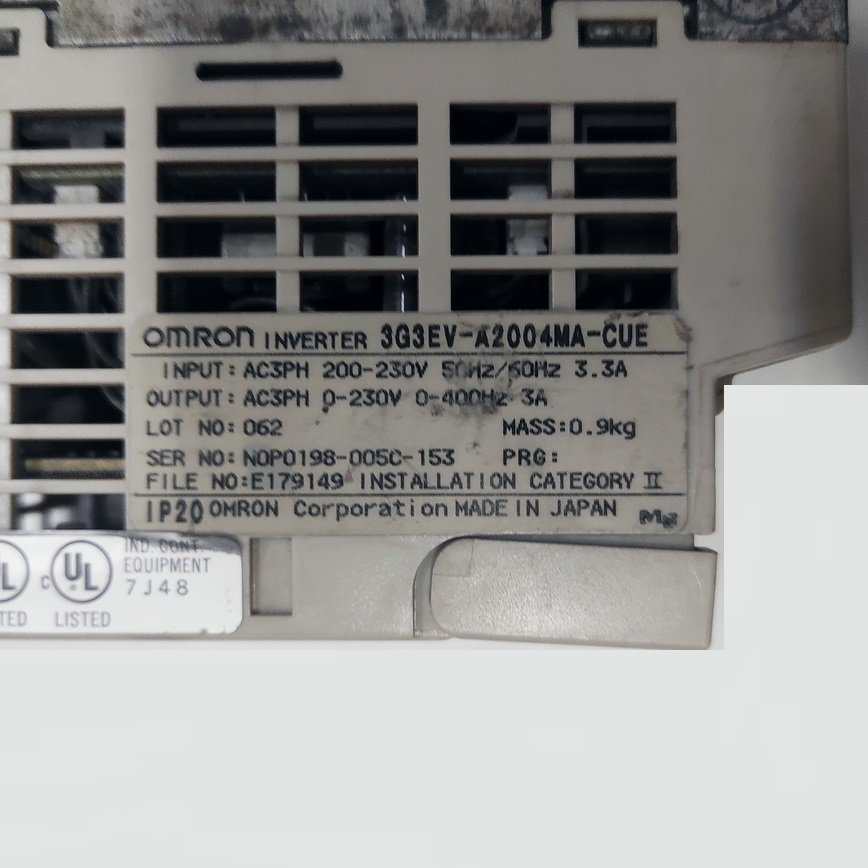 OMRON INVERTER 3G3EV-A2004MA-CUE
INPUT: AC3PH 200-230V 50Hz/60Hz 3.3A
OUTPUT: AC3PH 0-230V 0-400Hz 3A
LOT NO: 062 MASS:0.9kg
SER NO: NOP0198-005C-153 PRG:
FILE NO:E179149 INSTALLATION CATEGORY II
IP20 OMRON Corporation MADE IN JAPAN
IND. CONT.
EQUIPMENT
7J48
c UL
LISTED